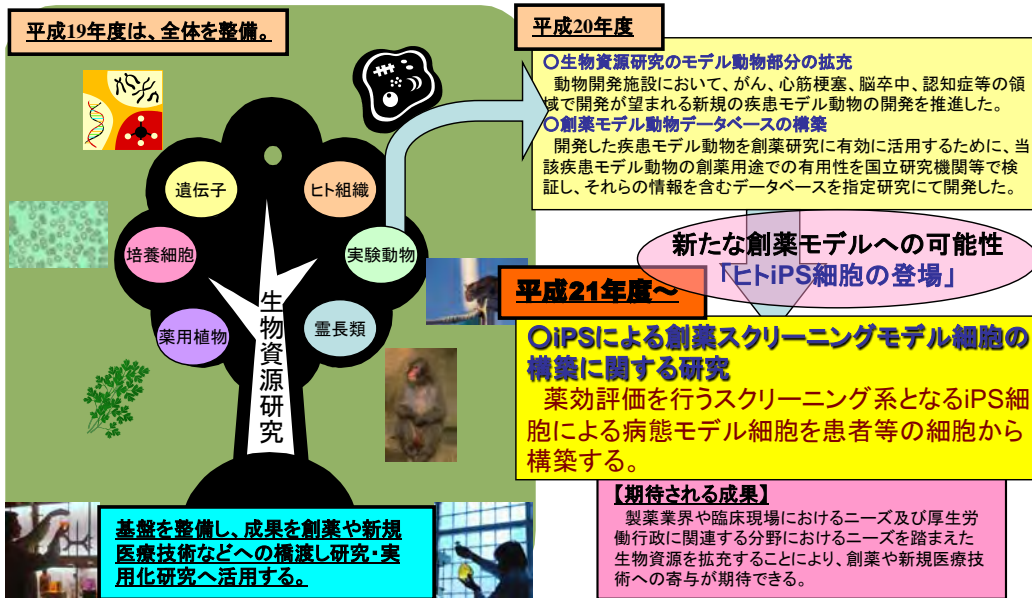 平成19年度は、全体を整備。
遺伝子
ヒト組織
培養細胞
実験動物
薬用植物
霊長類
生物資源研究
基盤を整備し、成果を創薬や新規
医療技術などへの橋渡し研究・実
用化研究へ活用する。
平成20年度
○生物資源研究のモデル動物部分の拡充
動物開発施設において、がん、心筋梗塞、脳卒中、認知症等の領
域で開発が望まれる新規の疾患モデル動物の開発を推進した。
○創薬モデル動物データベースの構築
開発した疾患モデル動物を創薬研究に有効に活用するために、当
該疾患モデル動物の創薬用途での有用性を国立研究機関等で検
証し、それらの情報を含むデータベースを指定研究にて開発した。
新たな創薬モデルへの可能性
「ヒトiPS細胞の登場」
平成21年度～
○iPSによる創薬スクリーニングモデル細胞の
構築に関する研究
薬効評価を行うスクリーニング系となるiPS細
胞による病態モデル細胞を患者等の細胞から
構築する。
【期待される成果】
製薬業界や臨床現場におけるニーズ及び厚生労
働行政に関連する分野におけるニーズを踏まえた
生物資源を拡充することにより、創薬や新規医療技
術への寄与が期待できる。